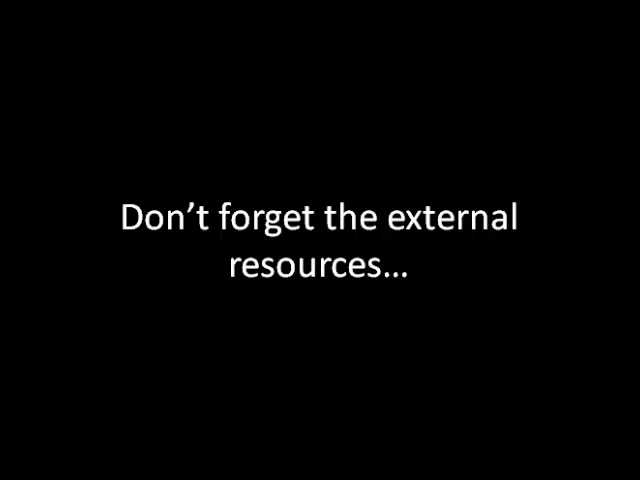 Don’t forget the external
resources…